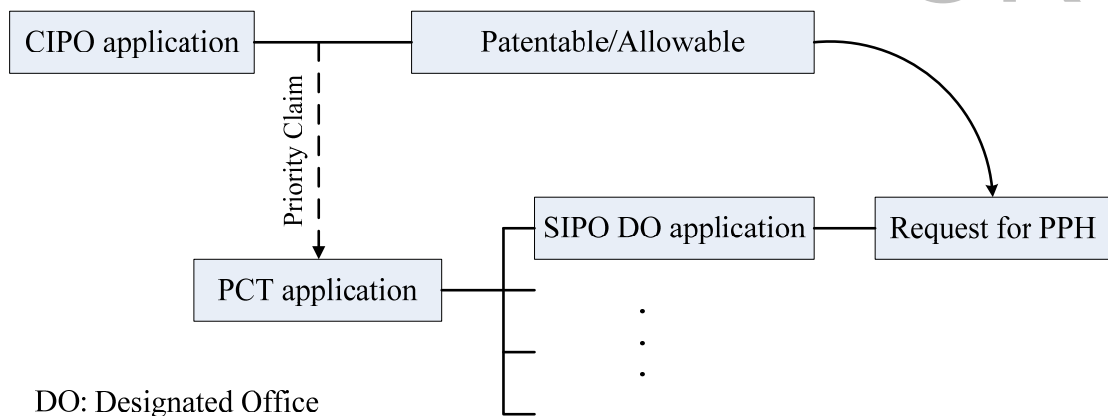 CIPO application
Patentable/Allowable
Priority Claim
SIPO DO application
Request for PPH
PCT application
DO: Designated Office